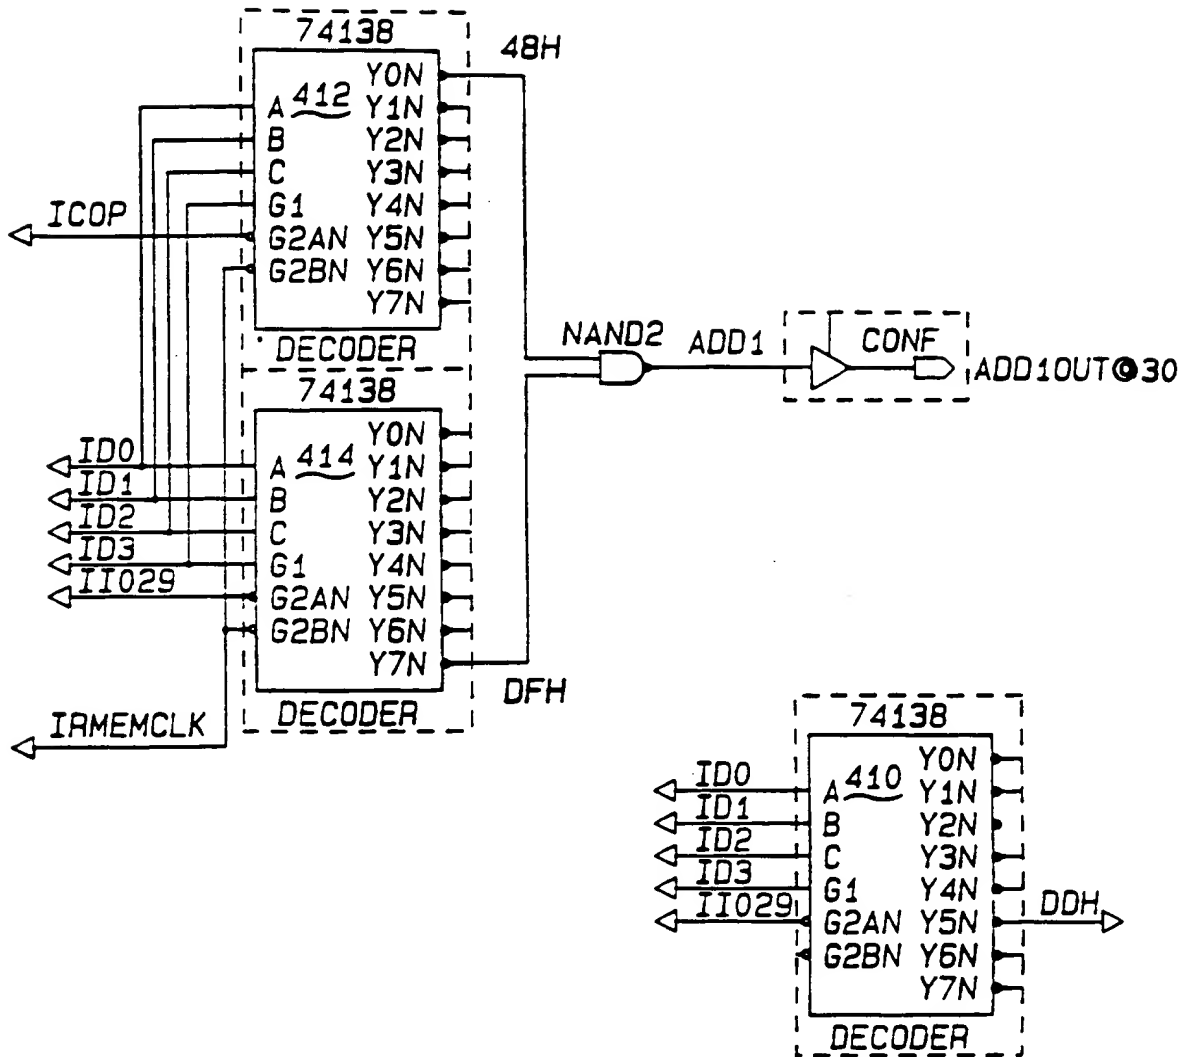 74138
412
A
B
C
G1
G2AN
G2BN
Y0N
Y1N
Y2N
Y3N
Y4N
Y5N
Y6N
Y7N
DECODER
48H
ICOP
74138
414
A
B
C
G1
G2AN
G2BN
Y0N
Y1N
Y2N
Y3N
Y4N
Y5N
Y6N
Y7N
DECODER
ID0
ID1
ID2
ID3
IIO29
IRMEMCLK
DFH
NAND2
ADD1
CONF
ADD1OUT@30
74138
410
A
B
C
G1
G2AN
G2BN
Y0N
Y1N
Y2N
Y3N
Y4N
Y5N
Y6N
Y7N
DECODER
ID0
ID1
ID2
ID3
IIO29
DDH